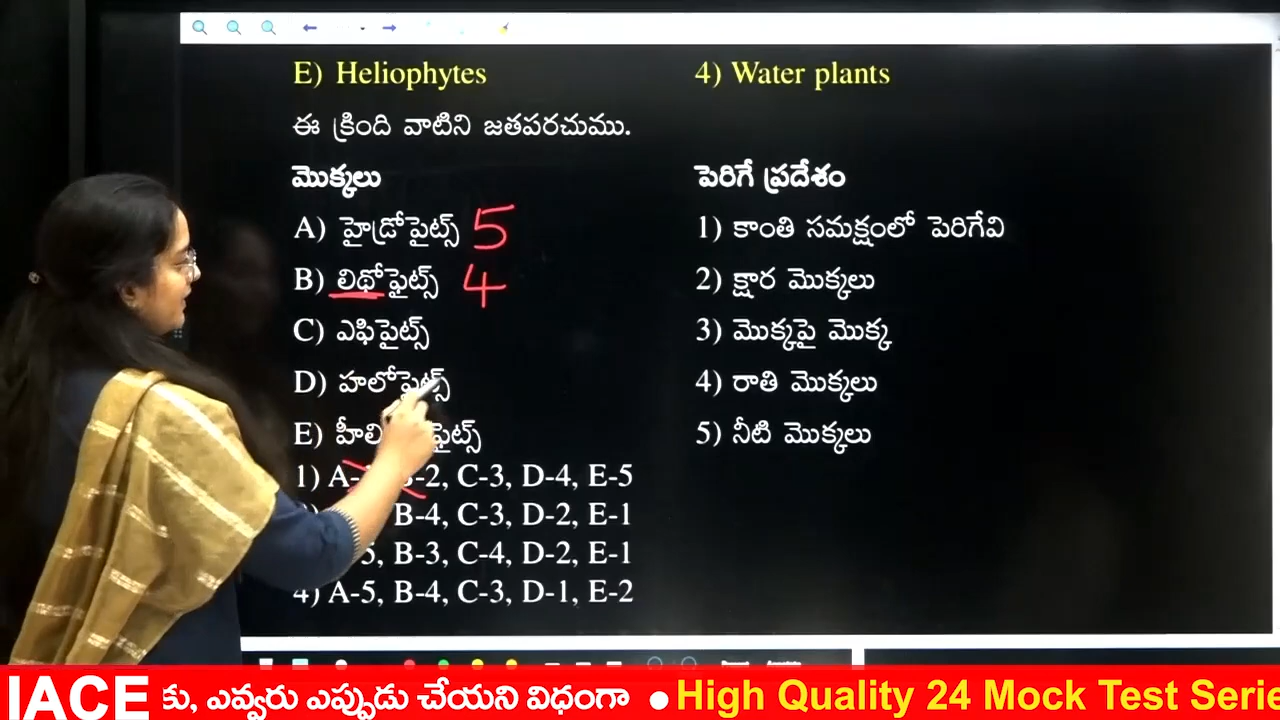 E) Heliophytes 4) Water plants
ఈ క్రింది వాటిని జతపరచుము.
మొక్కలు పెరిగే ప్రదేశం
A) హైడ్రోపైట్స్ 5 1) కాంతి సమక్షంలో పెరిగేవి
B) లిథోఫైట్స్ 4 2) క్షార మొక్కలు
C) ఎఫిపైట్స్ 3) మొక్కపై మొక్క
D) హలోపైట్స్ 4) రాతి మొక్కలు
E) 5) నీటి మొక్కలు
1) A- -2, C-3, D-4, E-5
B-4, C-3, D-2, E-1
5, B-3, C-4, D-2, E-1
4) A-5, B-4, C-3, D-1, E-2
IACE కు, ఎవ్వరు ఎప్పుడు చేయని విధంగా ● High Quality 24 Mock Test Serie